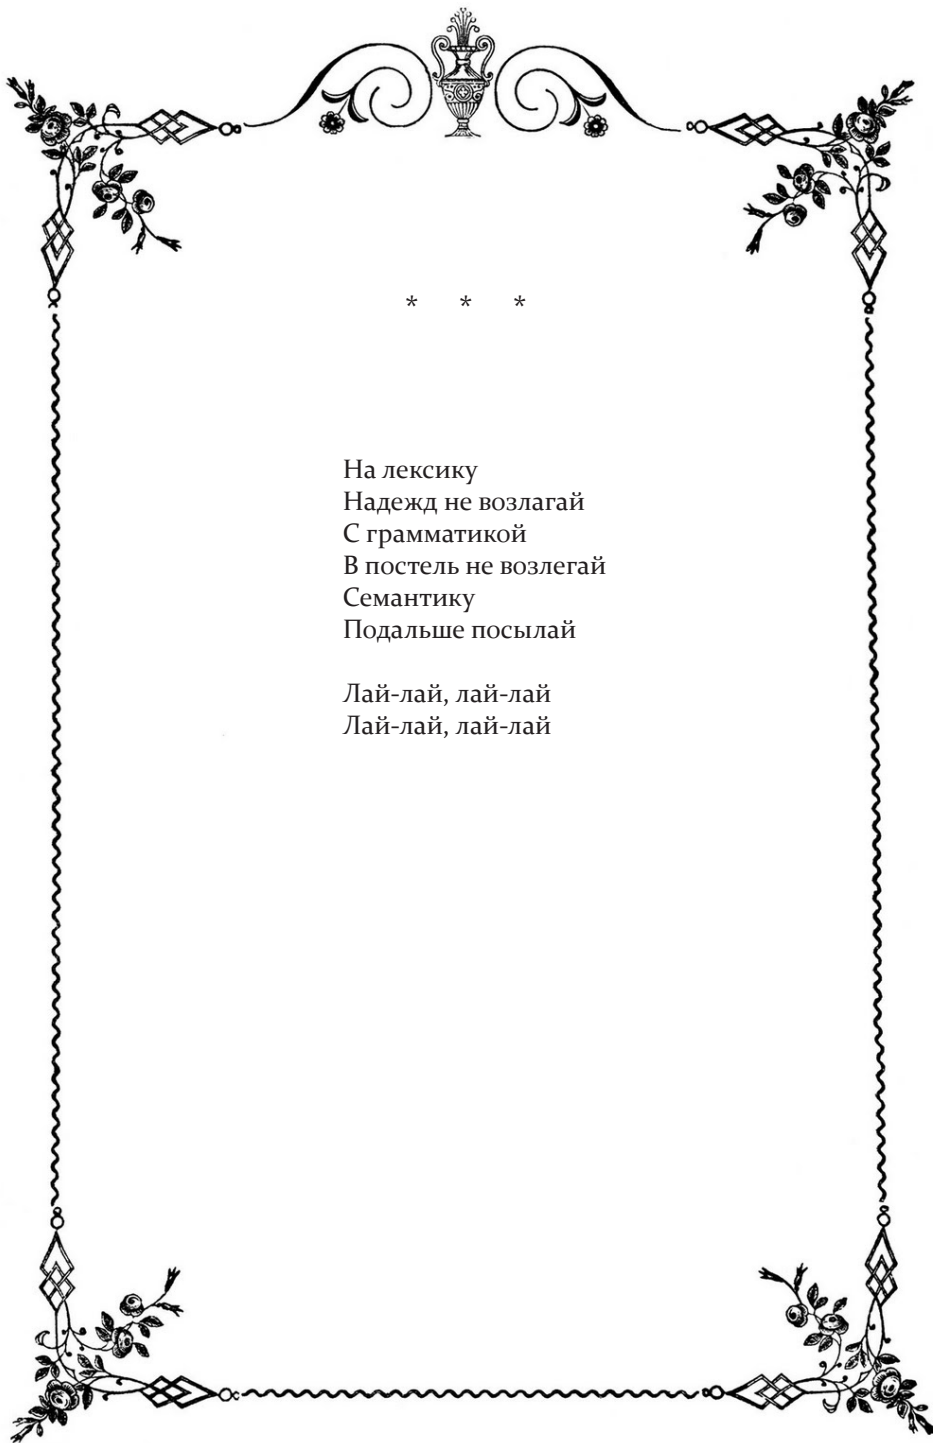 * * *
На лексику
Надежд не возлагай
С грамматикой
В постель не возлегай
Семантику
Подальше посылай
Лай-лай, лай-лай
Лай-лай, лай-лай